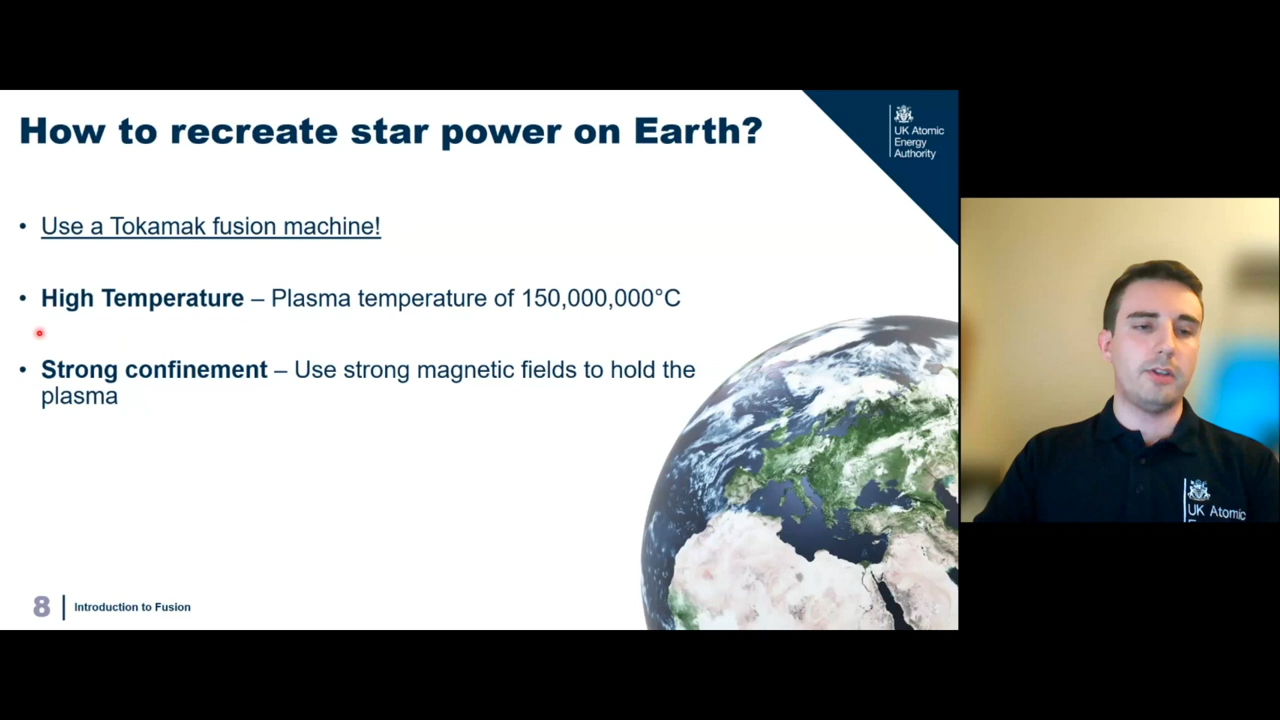 How to recreate star power on Earth?
UK Atomic
Energy
Authority
• Use a Tokamak fusion machine!
• High Temperature – Plasma temperature of 150,000,000°C
• Strong confinement – Use strong magnetic fields to hold the
plasma
8 Introduction to Fusion
UK Atomic